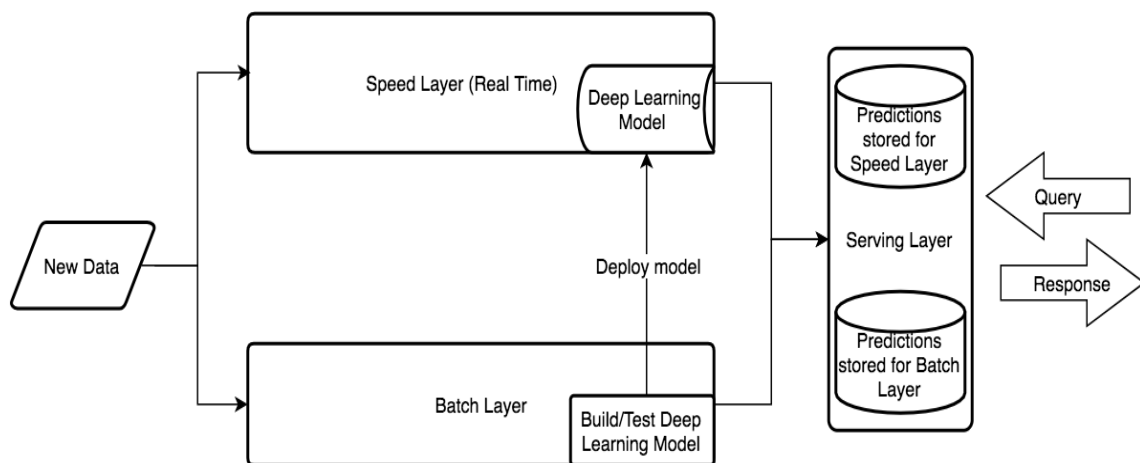 Speed Layer (Real Time)
Deep Learning
Model
Predictions
stored for
Speed Layer
Query
New Data
Deploy model
Serving Layer
Response
Batch Layer
Build/Test Deep
Learning Model
Predictions
stored for Batch
Layer